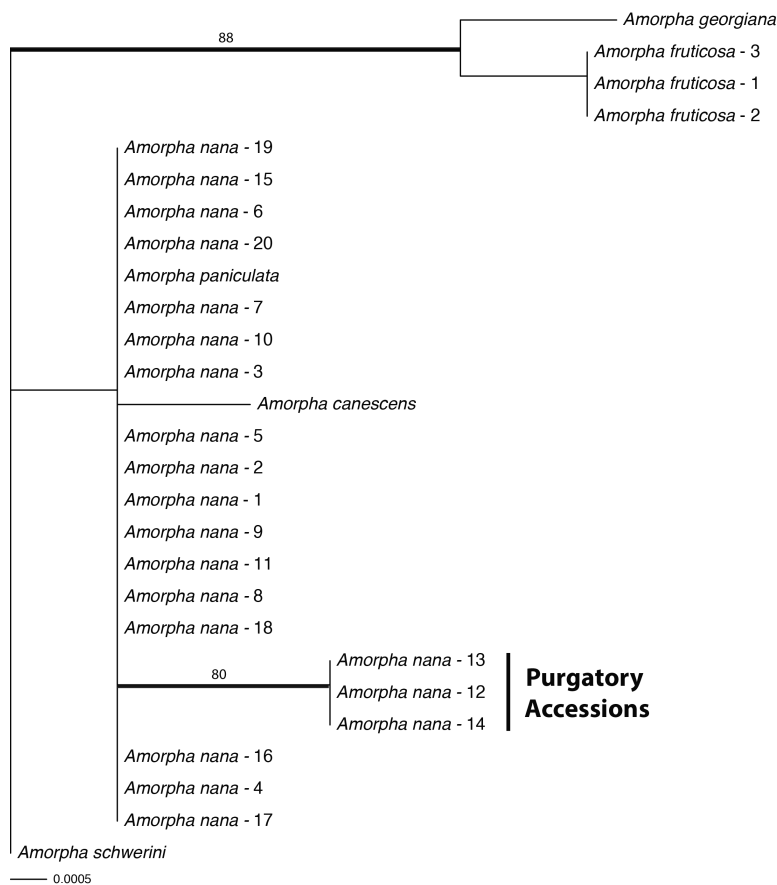 Amorpha georgiana
88
Amorpha fruticosa - 3
Amorpha fruticosa - 1
Amorpha fruticosa - 2
Amorpha nana - 19
Amorpha nana - 15
Amorpha nana - 6
Amorpha nana - 20
Amorpha paniculata
Amorpha nana - 7
Amorpha nana - 10
Amorpha nana - 3
Amorpha canescens
Amorpha nana - 5
Amorpha nana - 2
Amorpha nana - 1
Amorpha nana - 9
Amorpha nana - 11
Amorpha nana - 8
Amorpha nana - 18
80
Amorpha nana - 13
Amorpha nana - 12
Amorpha nana - 14
Purgatory
Accessions
Amorpha nana - 16
Amorpha nana - 4
Amorpha nana - 17
Amorpha schwerini
0.0005